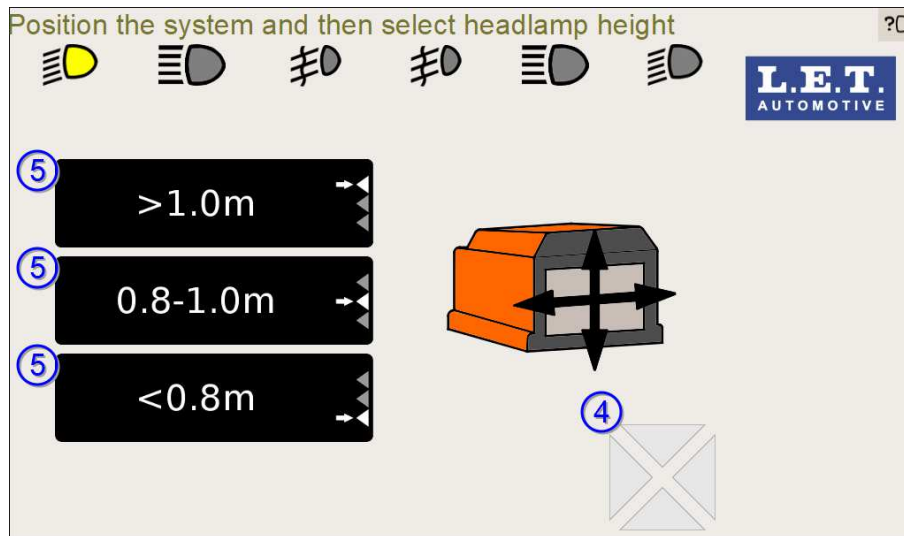 Position the system and then select headlamp height
?
L.E.T.
AUTOMOTIVE
5
>1.0m
5
0.8-1.0m
5
<0.8m
4